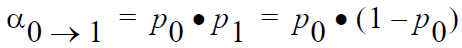 α0 → 1 = p0 • p1 = p0 • (1 – p0)